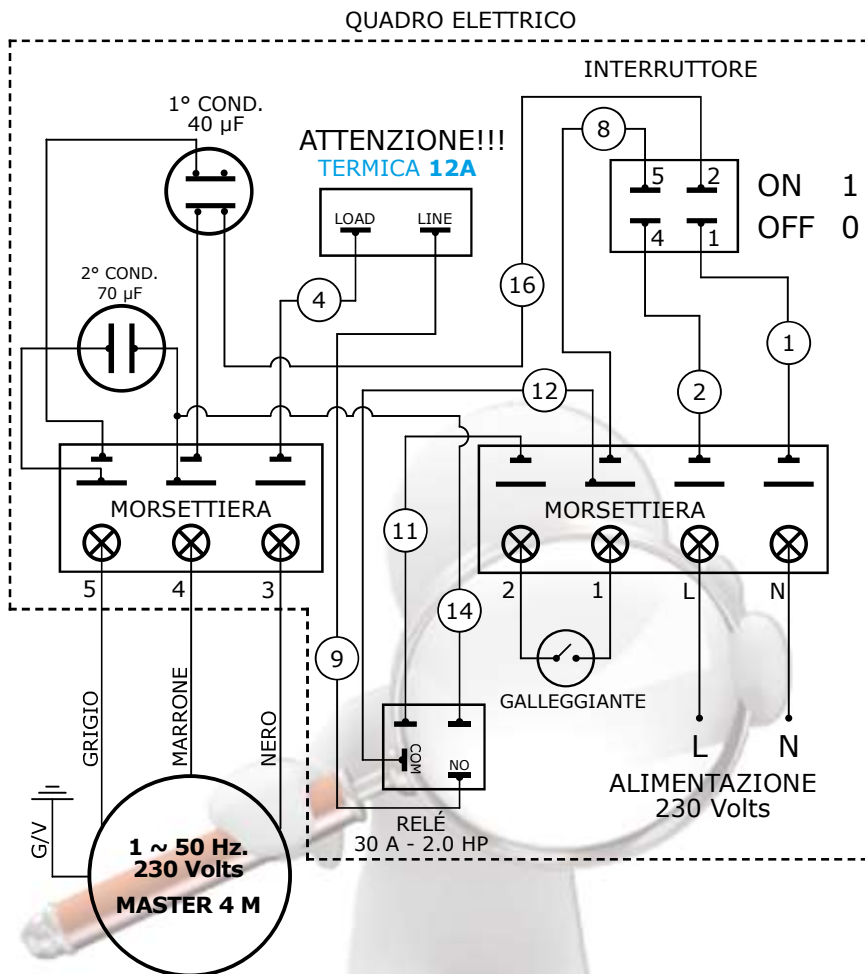 QUADRO ELETTRICO
INTERRUTTORE
1° COND.
40 µF
ATTENZIONE!!!
TERMICA 12A
LOAD
LINE
8
5
2
4
1
ON 1
OFF 0
2° COND.
70 µF
4
16
1
12
2
MORSETTIERA
5
4
3
MORSETTIERA
2
1
L
N
11
14
9
GALLEGGIANTE
GRIGIO
MARRONE
NERO
COM
NO
RELÉ
30 A - 2.0 HP
L
N
ALIMENTAZIONE
230 Volts
G/V
1 ~ 50 Hz.
230 Volts
MASTER 4 M